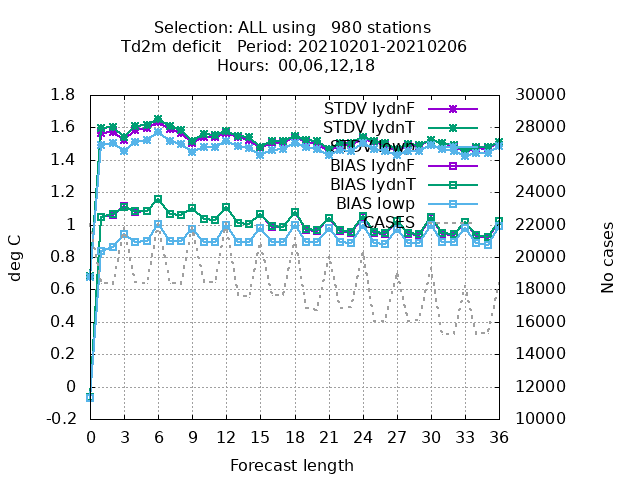 Selection: ALL using 980 stations
Td2m deficit Period: 20210201-20210206
Hours: 00,06,12,18
1.8 30000
STDV lydnF
1.6 28000
STDV lydnT
STDV lowp
1.4 26000
BIAS lydnF
BIAS lydnT
1.2 24000
BIAS lowp
CASES
1 22000
0.8 20000
0.6 18000
0.4 16000
0.2 14000
0 12000
-0.2 10000
deg C
No cases
0 3 6 9 12 15 18 21 24 27 30 33 36
Forecast length